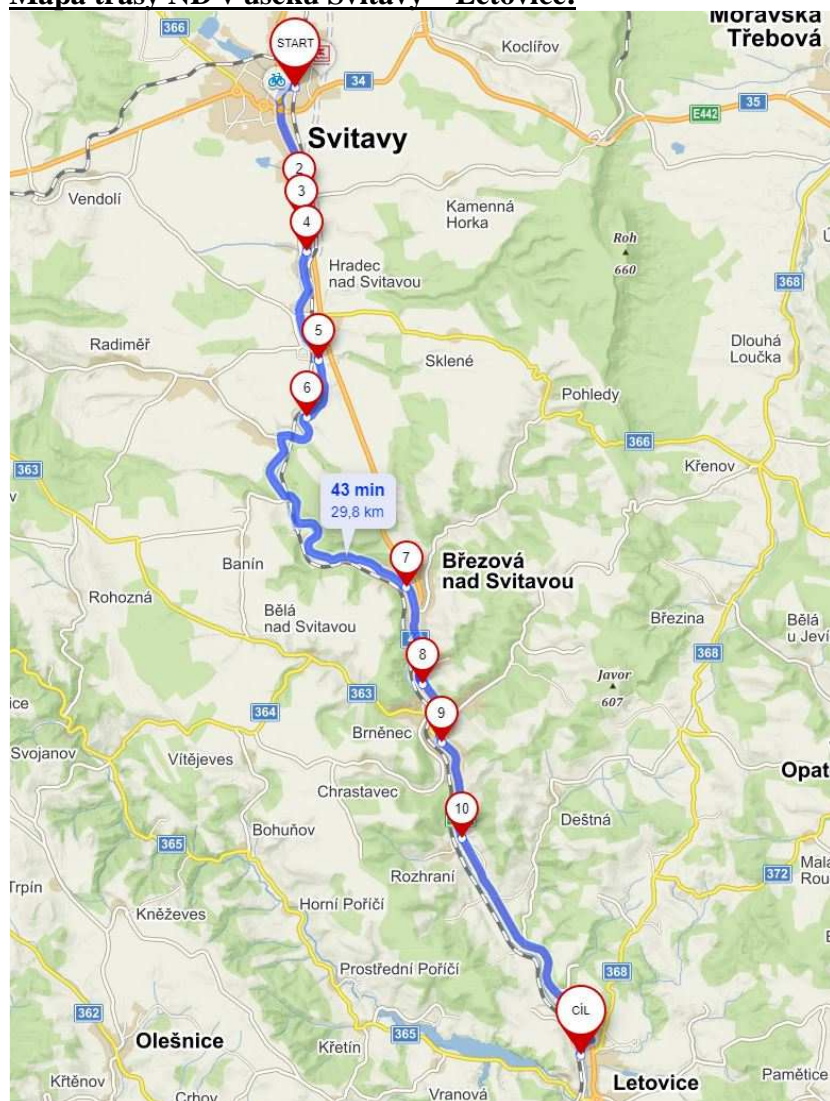 Mapa trasy ND v úseku Svitavy – Letovice:
Moravská
Třebová
366
START
Koclířov
34
35
E442
Svitavy
2
3
Vendolí
4
Kamenná
Horka
Roh
660
Hradec
nad Svitavou
368
5
Radiměř
Sklené
Dlouhá
Loučka
6
Pohledy
366
363
Křenov
43 min
29,8 km
7
Banín
Březová
nad Svitavou
Rohozná
Bělá
nad Svitavou
Březina
Bělá
u Jeví
8
368
Javor
607
363
364
9
Brněnec
Svojanov
Vítějeves
Opat
Chrastavec
10
Deštná
Bohuňov
365
Rozhraní
372
Mala
Rou
Trpín
Kněževes
Horní Poříčí
Prostřední Poříčí
368
CÍL
362
Olešnice
365
Křetín
Křtěnov
Crhov
Vranová
Letovice
Pamětice